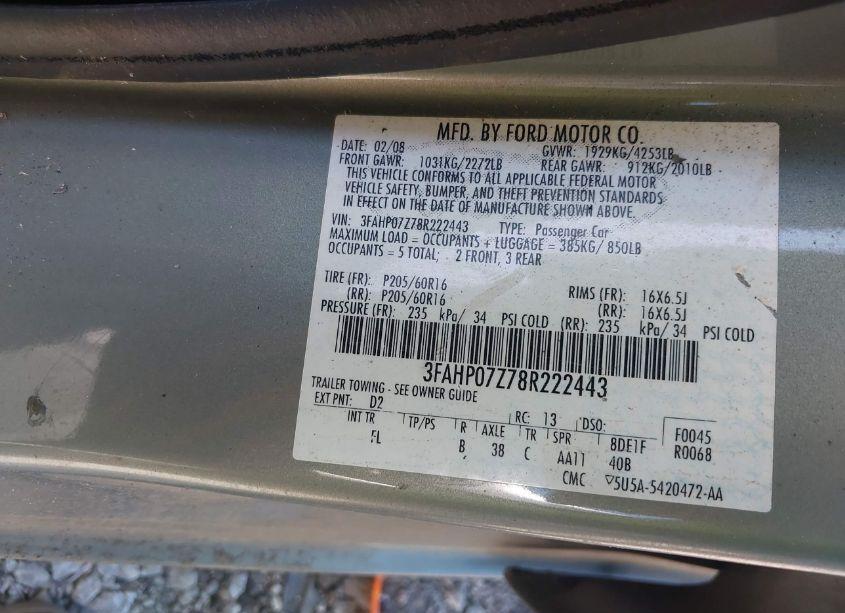 MFD. BY FORD MOTOR CO.
DATE: 02/08 GVWR: 1929KG/4253LB
FRONT GAWR: 1031KG/2272LB REAR GAWR: 912KG/2010LB
THIS VEHICLE CONFORMS TO ALL APPLICABLE FEDERAL MOTOR
VEHICLE SAFETY, BUMPER, AND THEFT PREVENTION STANDARDS
IN EFFECT ON THE DATE OF MANUFACTURE SHOWN ABOVE.
VIN: 3FAHP07Z78R222443 TYPE: Passenger Car
MAXIMUM LOAD = OCCUPANTS + LUGGAGE = 385KG/ 850LB
OCCUPANTS = 5 TOTAL; 2 FRONT, 3 REAR
TIRE (FR): P205/60R16 RIMS (FR): 16X6.5J
(RR): P205/60R16 (RR): 16X6.5J
PRESSURE (FR): 235 kPa/ 34 PSI COLD (RR): 235 kPa/ 34 PSI COLD
3FAHP07Z78R222443
TRAILER TOWING - SEE OWNER GUIDE
EXT PNT: D2 RC: 13 DSO: F0045
INT TR TP/PS R AXLE TR SPR 8DE1F R0068
FL B 38 C AA11 40B
CMC 5U5A-5420472-AA